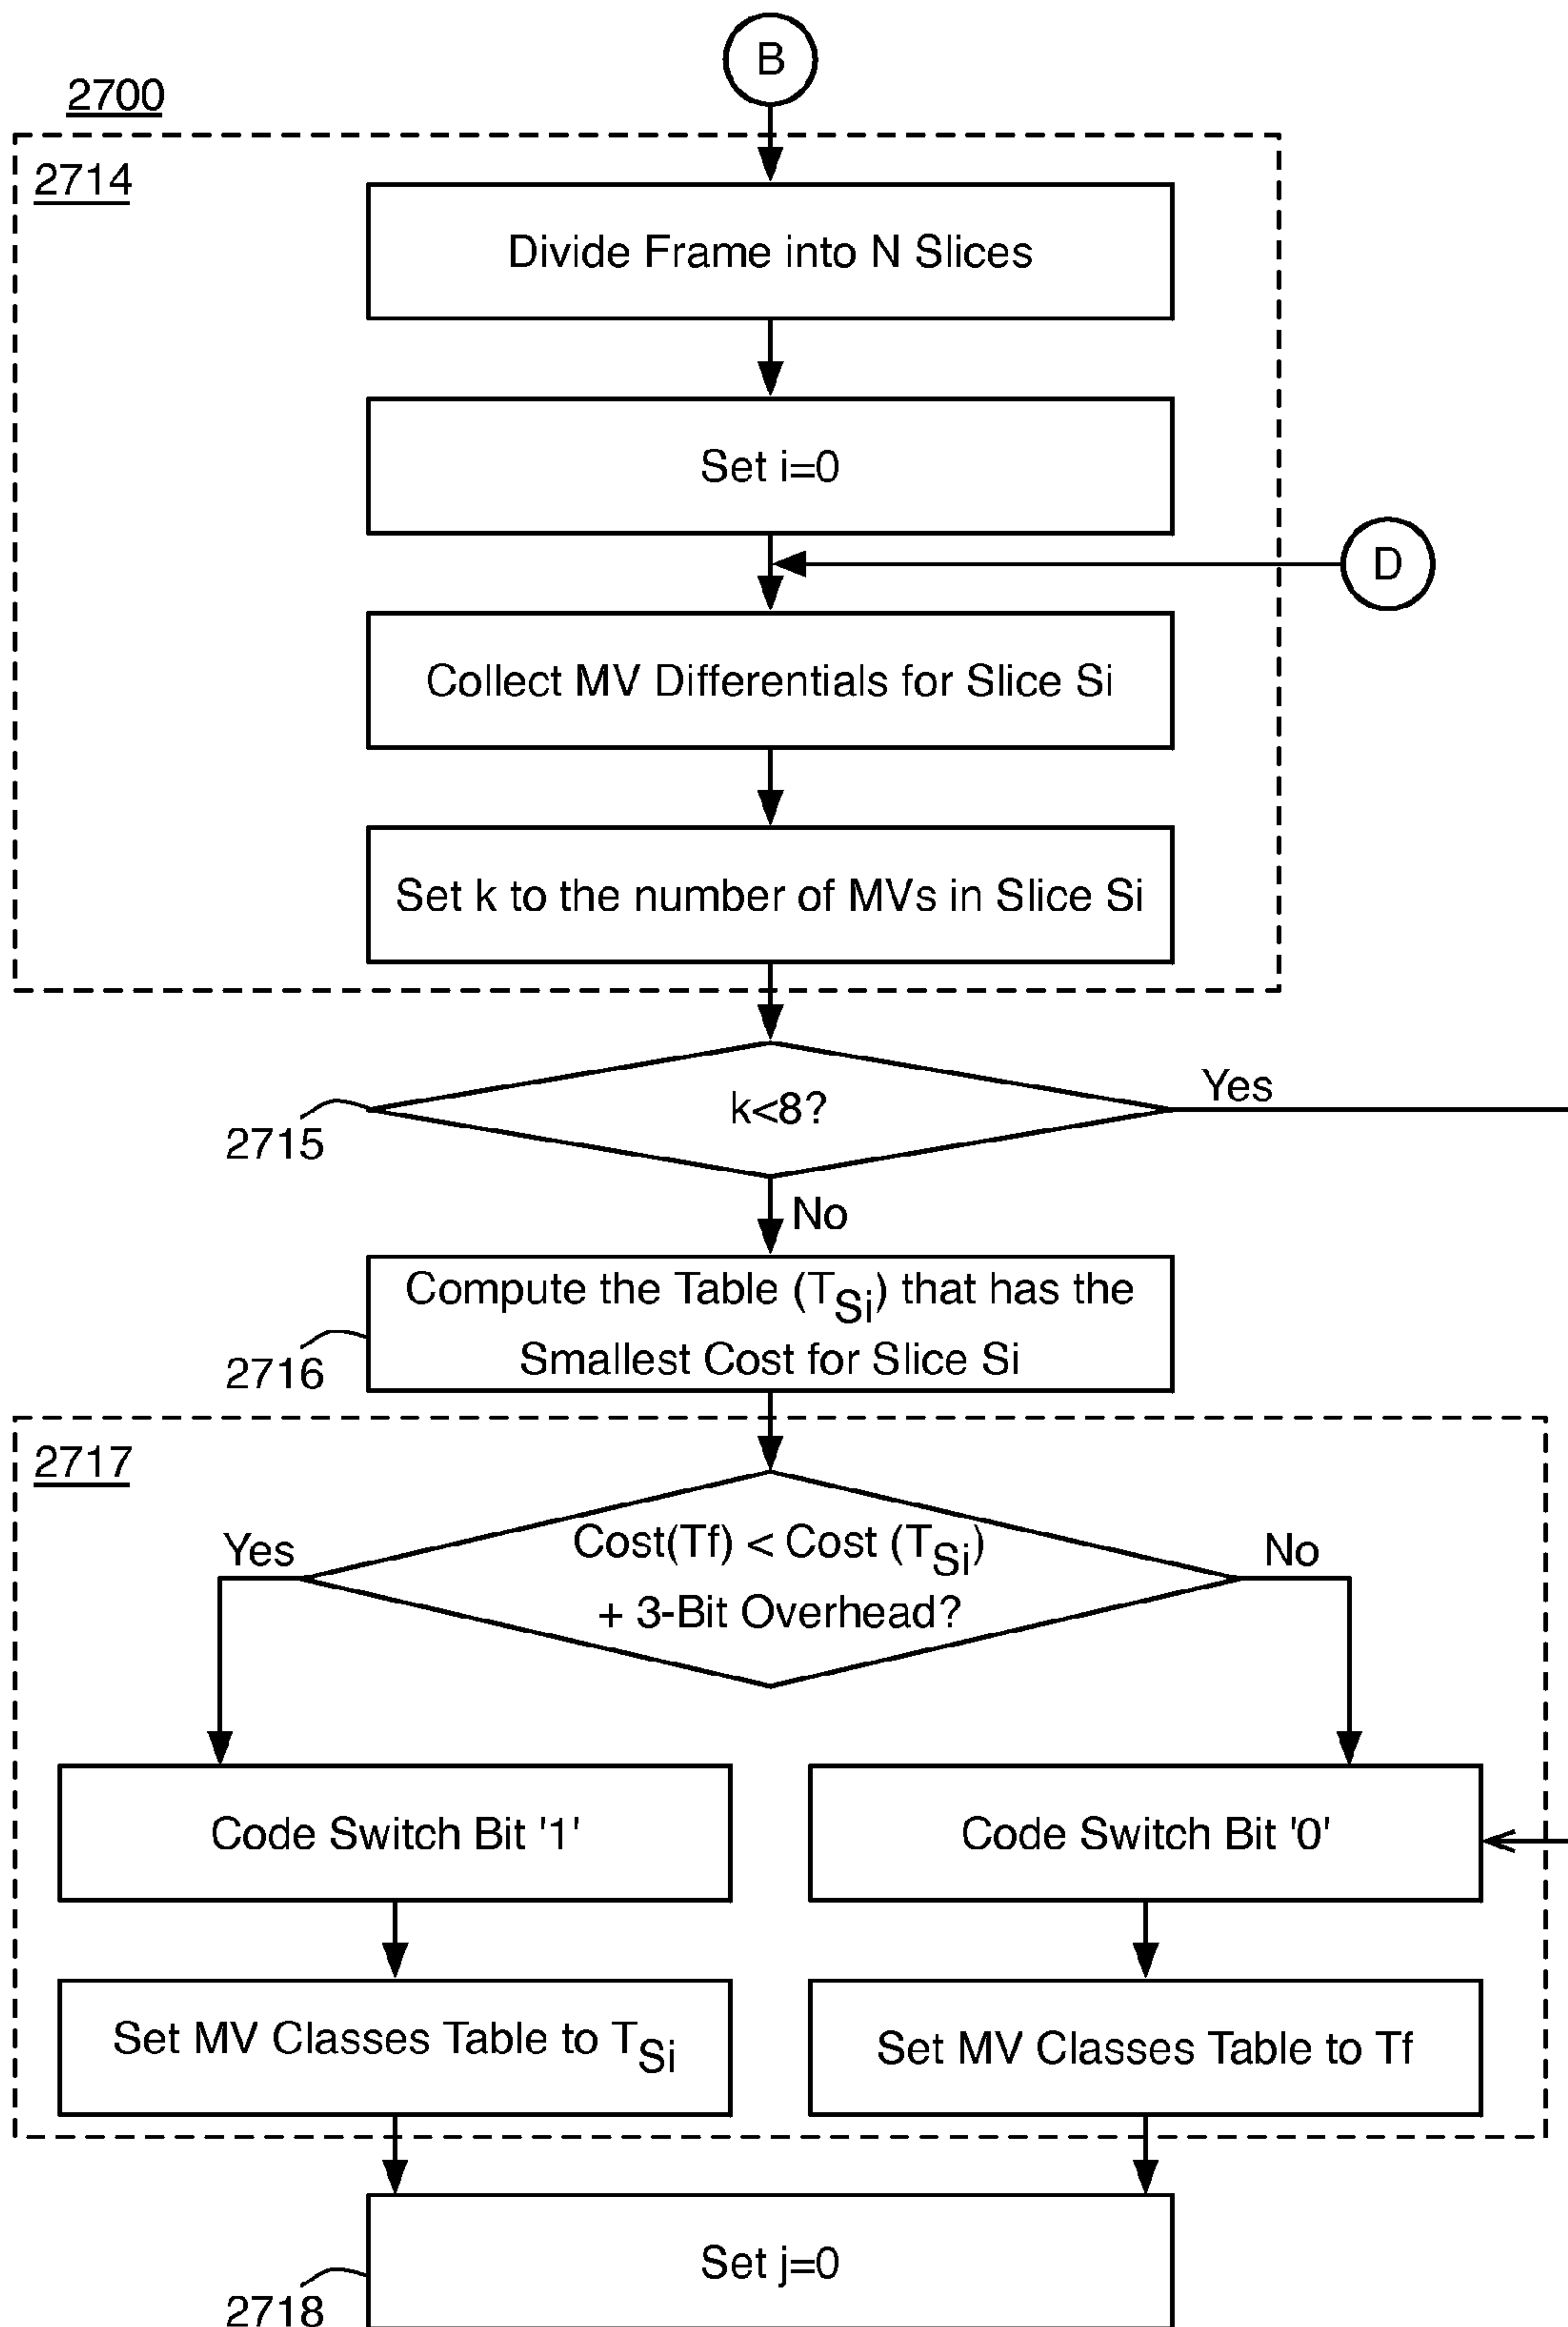 B
2700
2714
Divide Frame into N Slices
Set i=0
D
Collect MV Differentials for Slice Si
Set k to the number of MVs in Slice Si
k<8?
Yes
2715
No
Compute the Table (TSi) that has the
Smallest Cost for Slice Si
2716
2717
Yes
Cost(Tf) < Cost (TSi)
+ 3-Bit Overhead?
No
Code Switch Bit '1'
Code Switch Bit '0'
Set MV Classes Table to TSi
Set MV Classes Table to Tf
Set j=0
2718